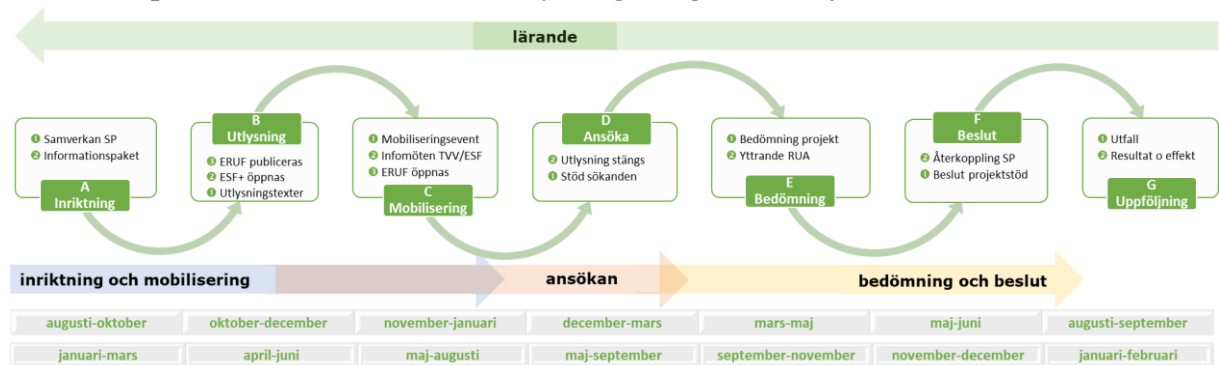 lärande
Samverkan SP
Informationspaket
A
Inriktning
B
Utlysning
ERUF publiceras
ESF+ öppnas
Utlysningstexter
Mobiliseringsevent
Infomöten TVV/ESF
ERUF öppnas
C
Mobilisering
D
Ansöka
Utlysning stängs
Stöd sökanden
Bedömning projekt
Yttrande RUA
E
Bedömning
F
Beslut
Återkoppling SP
Beslut projektstöd
Utfall
Resultat o effekt
G
Uppföljning
inriktning och mobilisering
ansökan
bedömning och beslut
augusti-oktober
oktober-december
november-januari
december-mars
mars-maj
maj-juni
augusti-september
januari-mars
april-juni
maj-augusti
maj-september
september-november
november-december
januari-februari